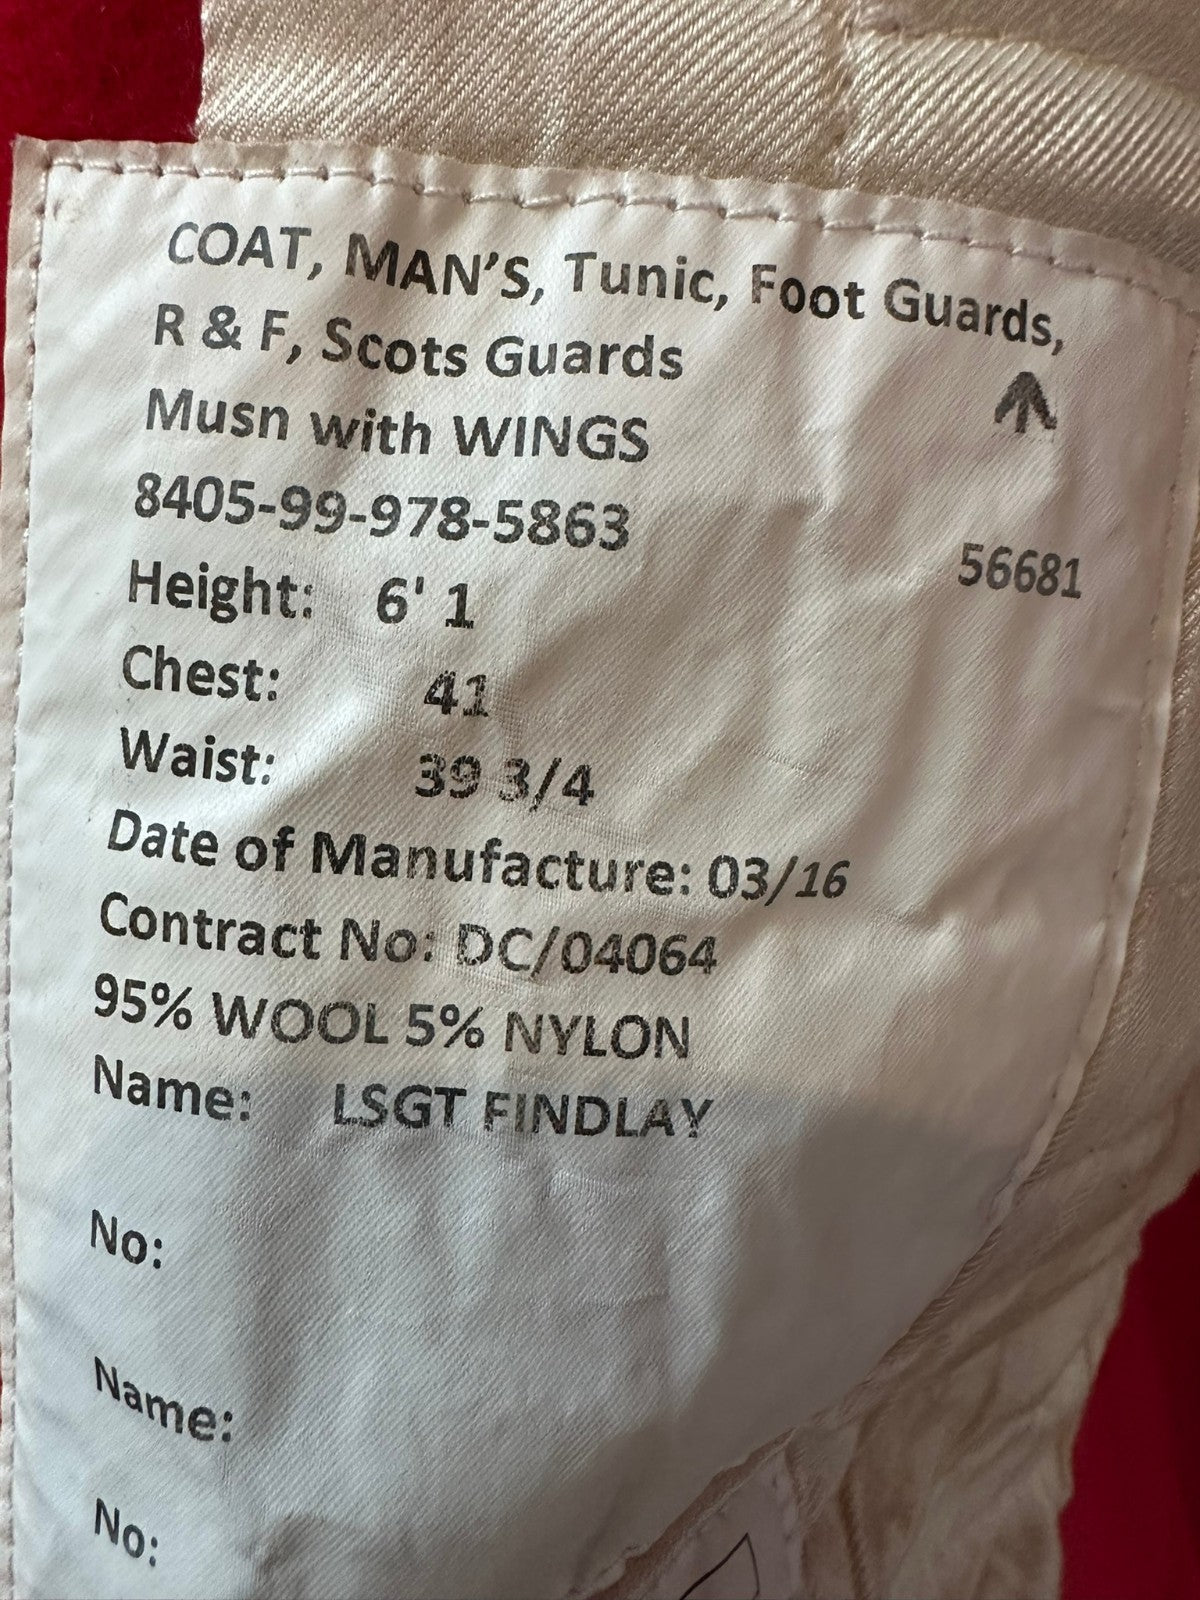 COAT, MAN'S, Tunic, Foot Guards,
R & F, Scots Guards
Musn with WINGS
8405-99-978-5863
56681
Height: 6' 1
Chest: 41
Waist: 39 3/4
Date of Manufacture: 03/16
Contract No: DC/04064
95% WOOL 5% NYLON
Name: LSGT FINDLAY
No:
Name:
No: